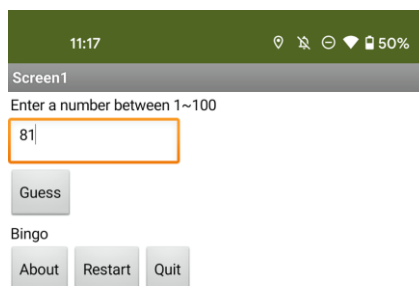 11:17 50%
Screen1
Enter a number between 1~100
81
Guess
Bingo
About Restart Quit